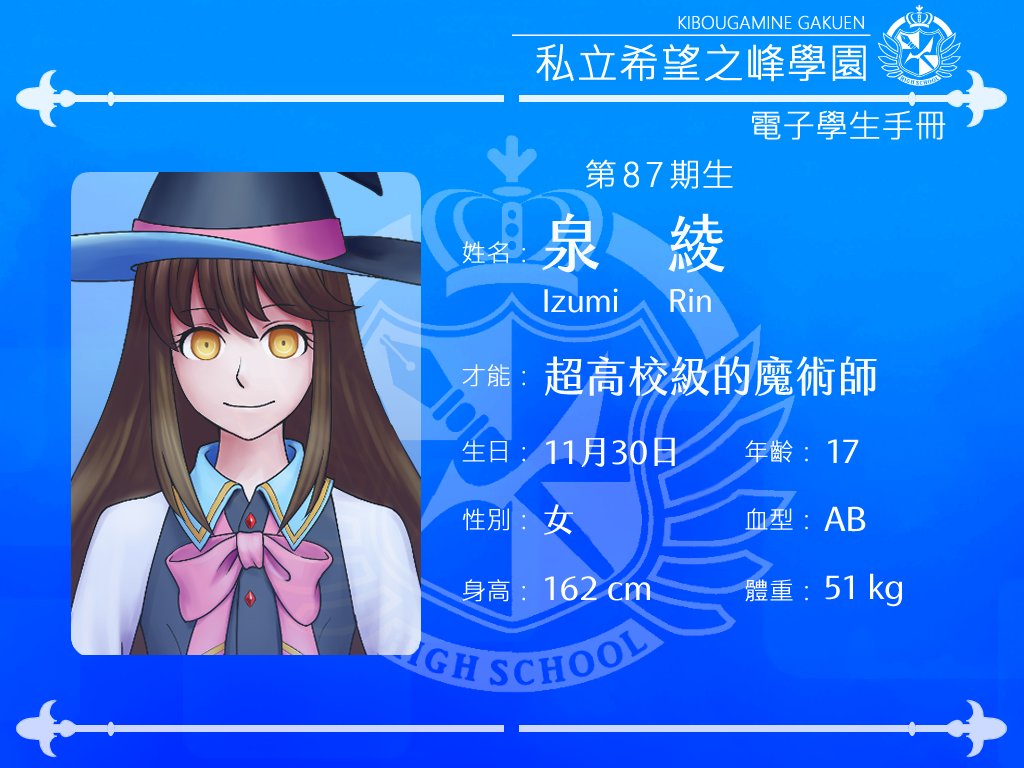 KIBOUGAMINE GAKUEN
私立希望之峰學園
HIGH SCHOOL
電子學生手冊
第87期生
姓名：泉 綾
Izumi Rin
才能：超高校級的魔術師
生日：11月30日 年齡：17
性別：女 血型：AB
身高：162 cm 體重：51 kg
HIGH SCHOOL